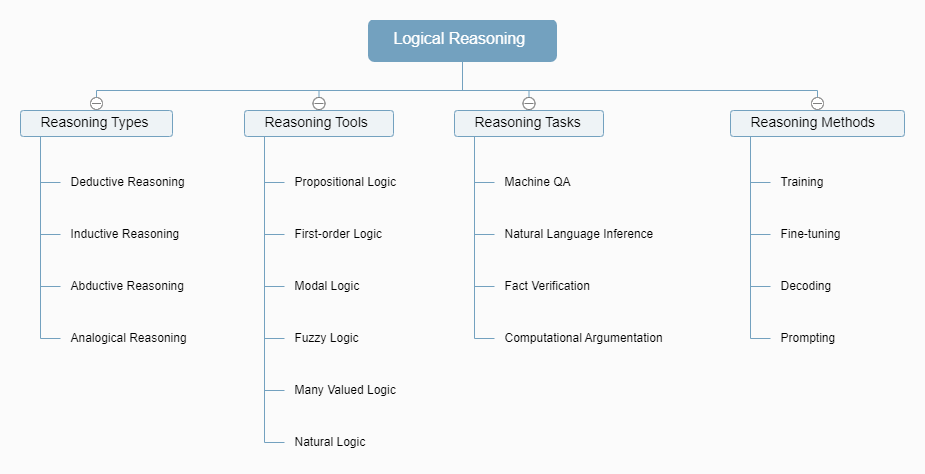 Logical Reasoning
Reasoning Types
Deductive Reasoning
Inductive Reasoning
Abductive Reasoning
Analogical Reasoning
Reasoning Tools
Propositional Logic
First-order Logic
Modal Logic
Fuzzy Logic
Many Valued Logic
Natural Logic
Reasoning Tasks
Machine QA
Natural Language Inference
Fact Verification
Computational Argumentation
Reasoning Methods
Training
Fine-tuning
Decoding
Prompting